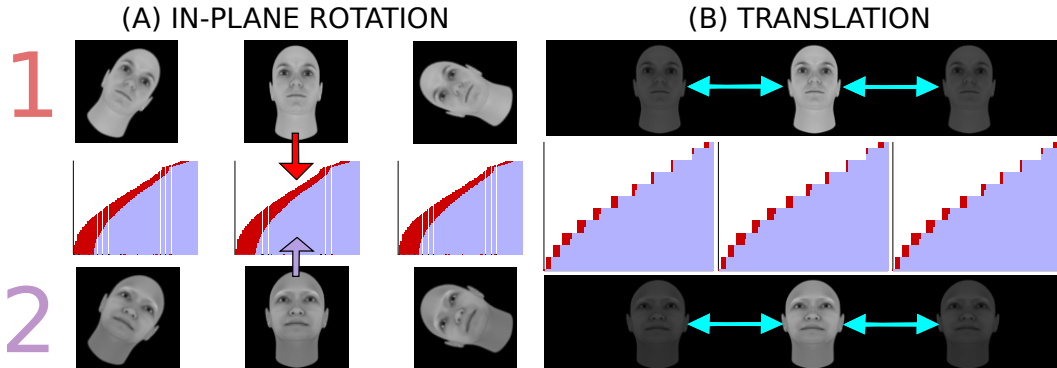 (A) IN-PLANE ROTATION
(B) TRANSLATION
1
2